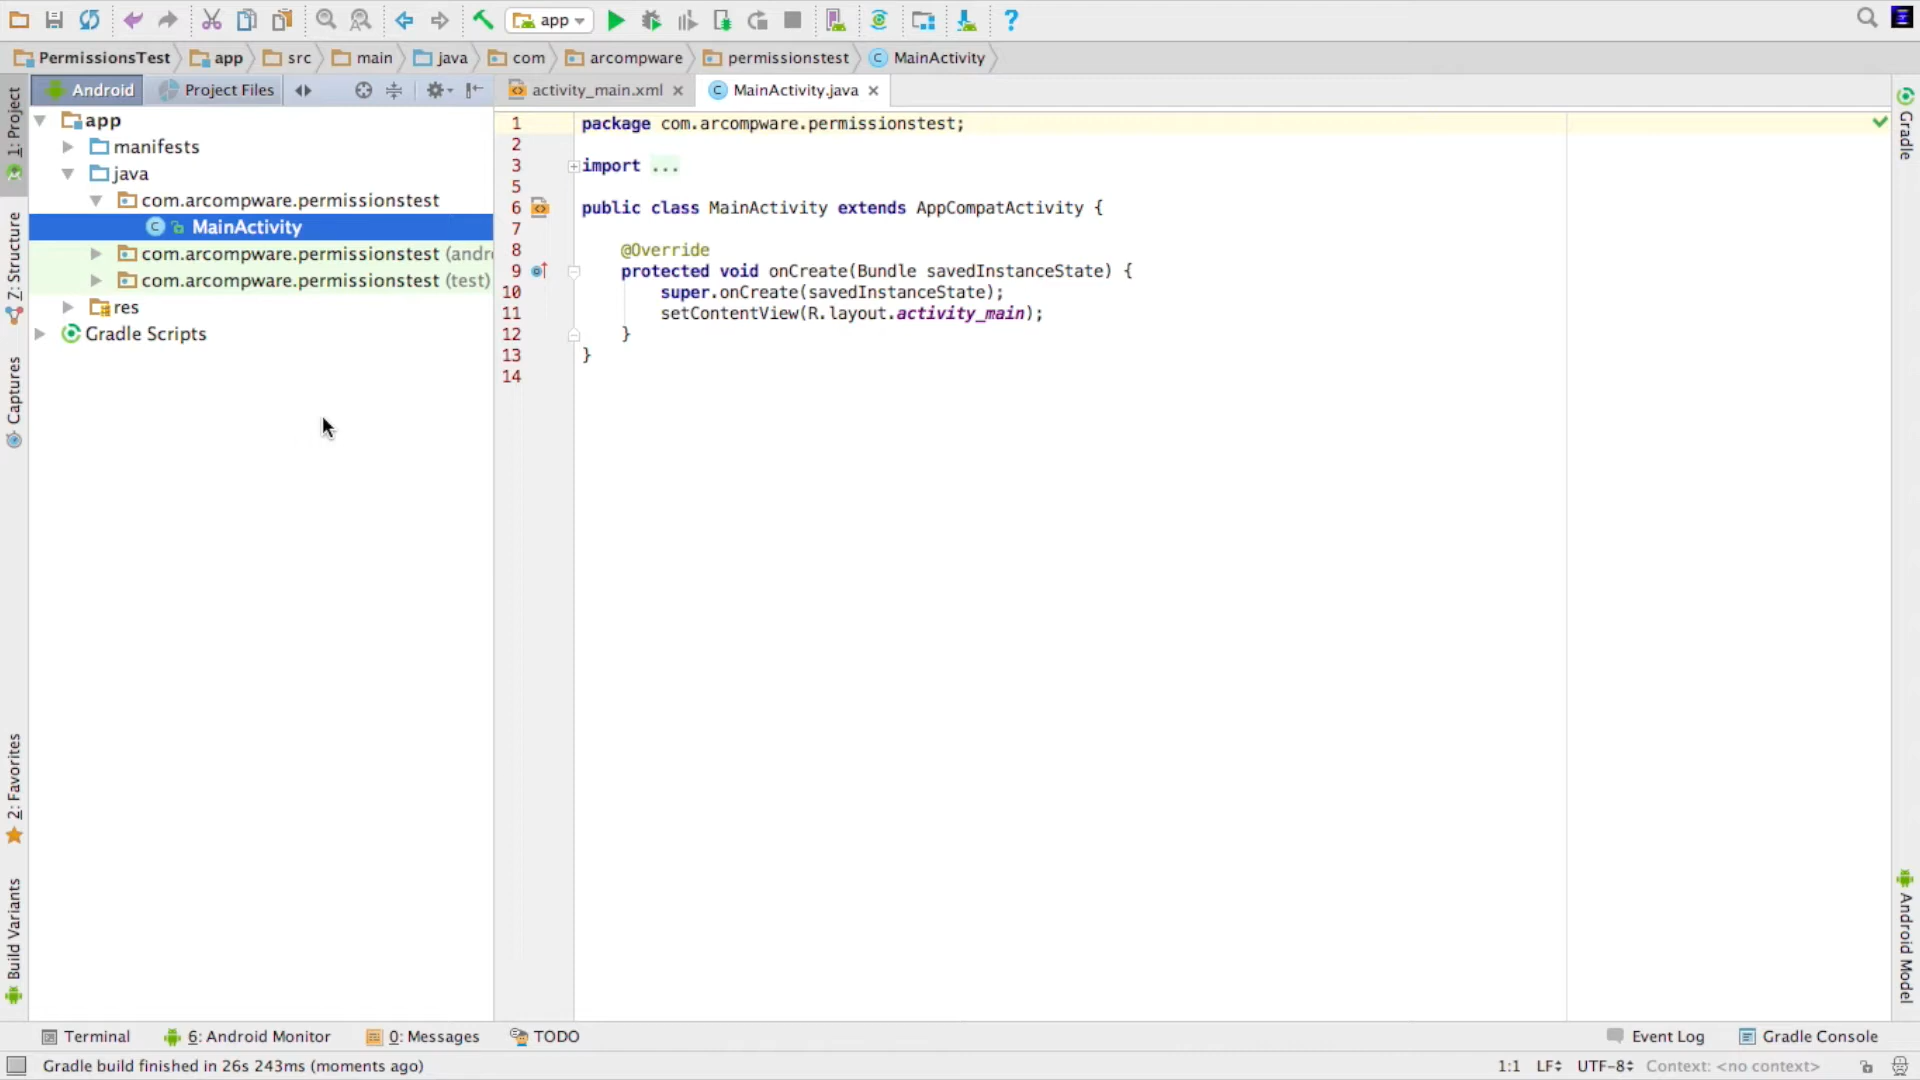 app
PermissionsTest app src main java com arcompware permissionstest MainActivity
Android Project Files
activity_main.xml MainActivity.java
1: Project
Z: Structure
Captures
2: Favorites
Build Variants
app
manifests
java
com.arcompware.permissionstest
MainActivity
com.arcompware.permissionstest (andr
com.arcompware.permissionstest (test)
res
Gradle Scripts
1 package com.arcompware.permissionstest;
2
3 import ...
5
6 public class MainActivity extends AppCompatActivity {
7
8 @Override
9 protected void onCreate(Bundle savedInstanceState) {
10 super.onCreate(savedInstanceState);
11 setContentView(R.layout.activity_main);
12 }
13 }
14
Gradle
Android Model
Terminal 6: Android Monitor 0: Messages TODO Event Log Gradle Console
Gradle build finished in 26s 243ms (moments ago) 1:1 LF UTF-8 Context: <no context>